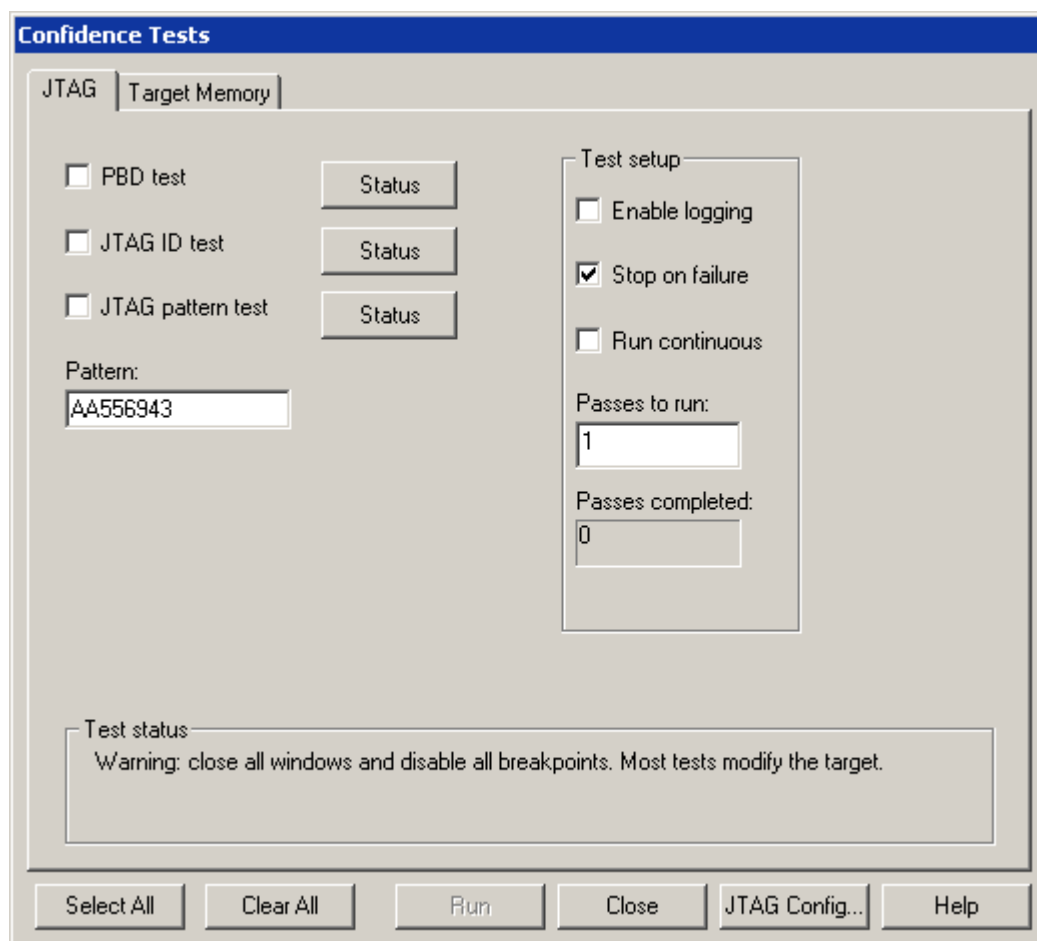 Confidence Tests
JTAG
Target Memory
PBD test
Status
JTAG ID test
Status
JTAG pattern test
Status
Pattern:
AA556943
Test setup
Enable logging
Stop on failure
Run continuous
Passes to run:
1
Passes completed:
0
Test status
Warning: close all windows and disable all breakpoints. Most tests modify the target.
Select All
Clear All
Run
Close
JTAG Config...
Help